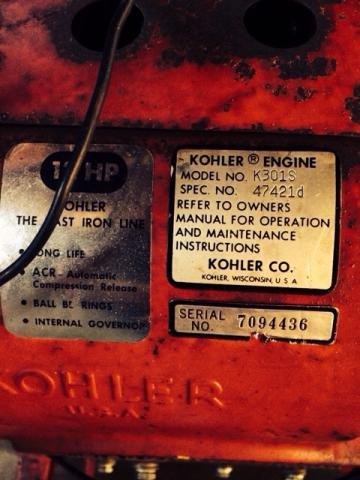 HP
KOHLER
THE CAST IRON LINE
LONG LIFE
• ACR - Automatic
Compression Release
• BALL BE RINGS
• INTERNAL GOVERNOR
KOHLER® ENGINE
MODEL NO. K301S
SPEC. NO. 47421d
REFER TO OWNERS
MANUAL FOR OPERATION
AND MAINTENANCE
INSTRUCTIONS
KOHLER CO.
KOHLER, WISCONSIN, U S A
SERIAL
NO. 7094436
KOHLER
U.S.A.